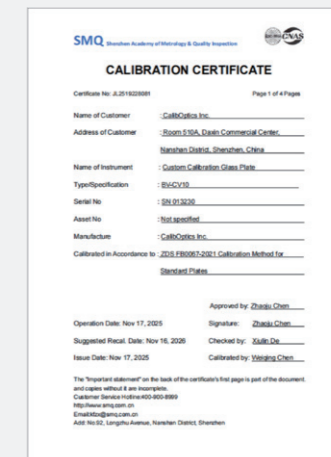 SMQ Shenzhen Academy of Metrology & Quality Inspection
CNAS
CALIBRATION CERTIFICATE
Page 1 of 4 Pages
Name of Customer : CalibOptics Inc.
Address of Customer : Room 510A, Daxin Commercial Center,
Nanshan District, Shenzhen, China
Name of Instrument : Custom Calibration Glass Plate
Type/Specification : BV-CV10
Serial No : SN 013230
Asset No : Not specified
Manufacture : CalibOptics Inc.
Calibrated in Accordance to : ZDS FB0067-2021 Calibration Method for
Standard Plates
Approved by: Zhaoju Chen
Operation Date: Nov 17, 2025 Signature: Zhaoju Chen
Suggested Recal. Date: Nov 16, 2026 Checked by: Xiulin De
Issue Date: Nov 17, 2025 Calibrated by: Weiqing Chen
The "Important statement" on the back of the certificate's first page is part of the document
and copies without it are incomplete.
Customer Service Hotline:400-900-8999
http://www.smq.com.cn
Email:kfzx@smq.com.cn
Add: No.92, Longzhu Avenue, Nanshan District, Shenzhen